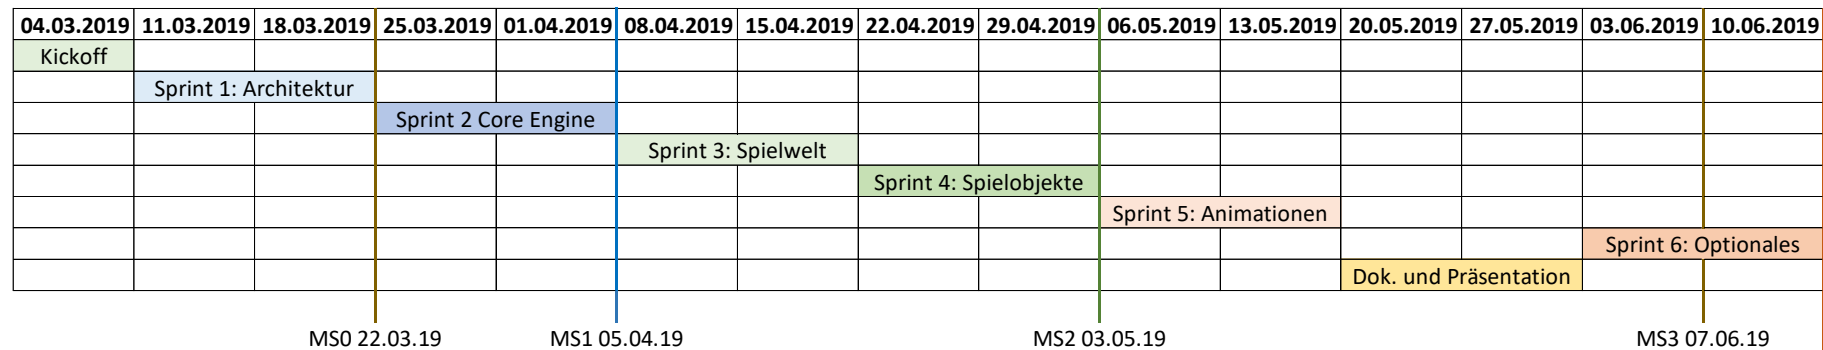 04.03.2019 11.03.2019 18.03.2019 25.03.2019 01.04.2019 08.04.2019 15.04.2019 22.04.2019 29.04.2019 06.05.2019 13.05.2019 20.05.2019 27.05.2019 03.06.2019 10.06.2019
Kickoff
Sprint 1: Architektur
Sprint 2 Core Engine
Sprint 3: Spielwelt
Sprint 4: Spielobjekte
Sprint 5: Animationen
Sprint 6: Optionales
Dok. und Präsentation
MS0 22.03.19 MS1 05.04.19 MS2 03.05.19 MS3 07.06.19